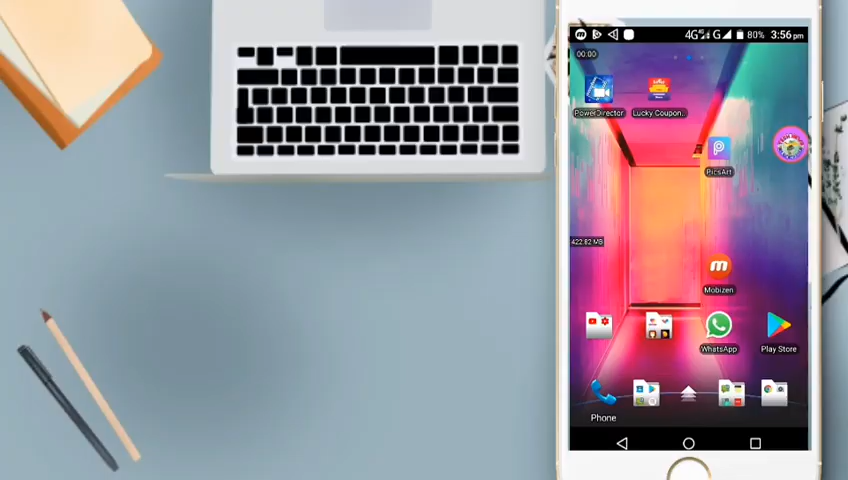 4G G 80% 3:56 pm
00:00
PowerDirector Lucky Coupon..
PicsArt
422.82 MB
Mobizen
WhatsApp Play Store
Phone